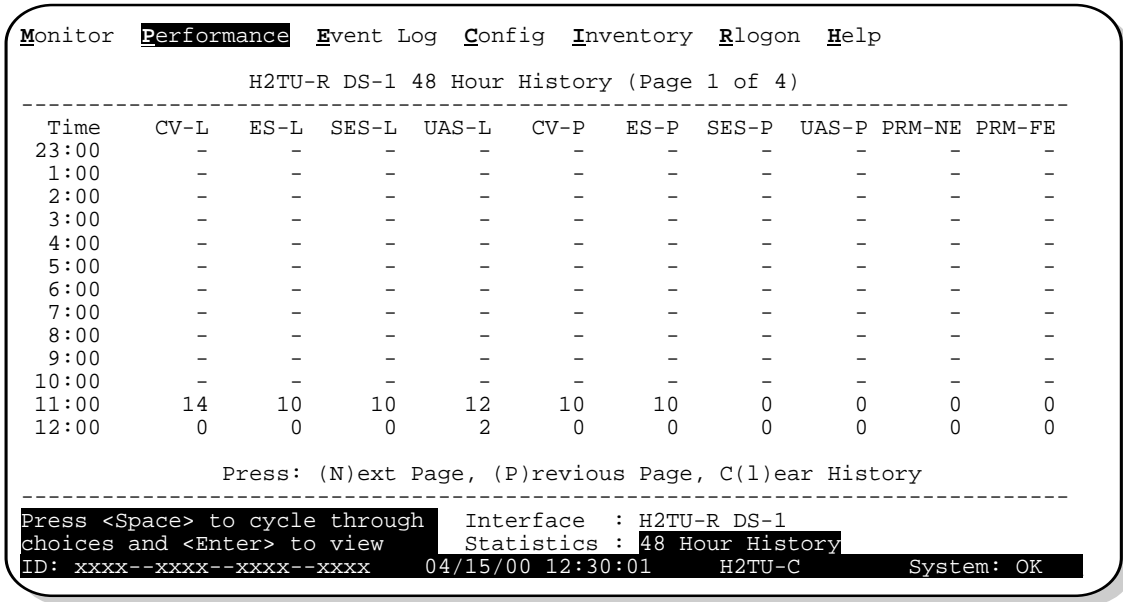 Monitor Performance Event Log Config Inventory Rlogon Help
H2TU-R DS-1 48 Hour History (Page 1 of 4)
--------------------------------------------------------------------------------
Time CV-L ES-L SES-L UAS-L CV-P ES-P SES-P UAS-P PRM-NE PRM-FE
23:00 - - - - - - - - - -
1:00 - - - - - - - - - -
2:00 - - - - - - - - - -
3:00 - - - - - - - - - -
4:00 - - - - - - - - - -
5:00 - - - - - - - - - -
6:00 - - - - - - - - - -
7:00 - - - - - - - - - -
8:00 - - - - - - - - - -
9:00 - - - - - - - - - -
10:00 - - - - - - - - - -
11:00 14 10 10 12 10 10 0 0 0 0
12:00 0 0 0 2 0 0 0 0 0 0
Press: (N)ext Page, (P)revious Page, C(l)ear History
--------------------------------------------------------------------------------
Press <Space> to cycle through Interface : H2TU-R DS-1
choices and <Enter> to view Statistics : 48 Hour History
ID: xxxx--xxxx--xxxx--xxxx 04/15/00 12:30:01 H2TU-C System: OK